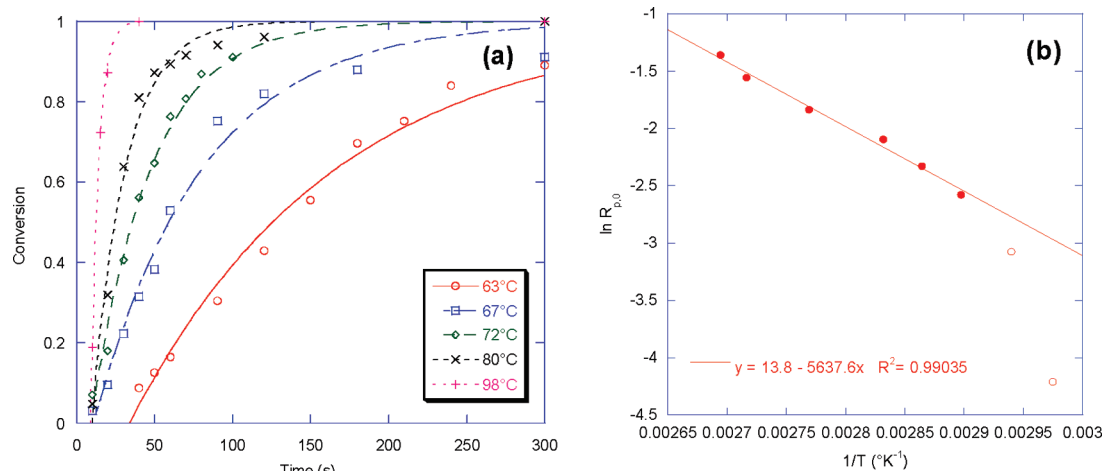 (a)
1
0.8
0.6
0.4
0.2
0
Conversion
0
50
100
150
200
250
300
Time (s)
63°C
67°C
72°C
80°C
98°C
(b)
-1
-1.5
-2
-2.5
-3
-3.5
-4
-4.5
ln R_p,0
y = 13.8 - 5637.6x R²= 0.99035
0.00265
0.0027
0.00275
0.0028
0.00285
0.0029
0.00295
0.003
1/T (°K⁻¹)